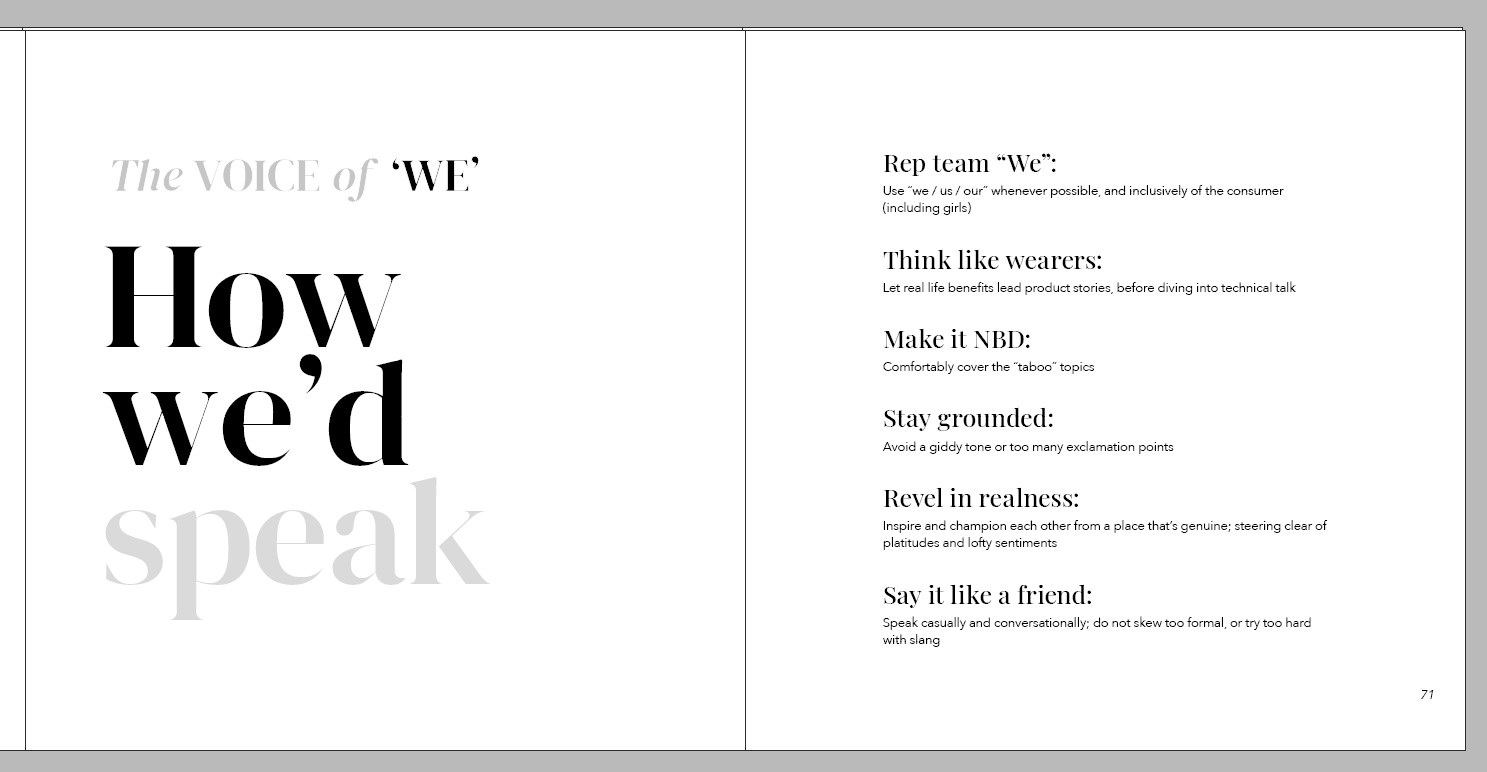 The VOICE of ‘WE’
How
we’d
speak
Rep team “We”:
Use “we / us / our” whenever possible, and inclusively of the consumer
(including girls)
Think like wearers:
Let real life benefits lead product stories, before diving into technical talk
Make it NBD:
Comfortably cover the “taboo” topics
Stay grounded:
Avoid a giddy tone or too many exclamation points
Revel in realness:
Inspire and champion each other from a place that’s genuine; steering clear of
platitudes and lofty sentiments
Say it like a friend:
Speak casually and conversationally; do not skew too formal, or try too hard
with slang
71